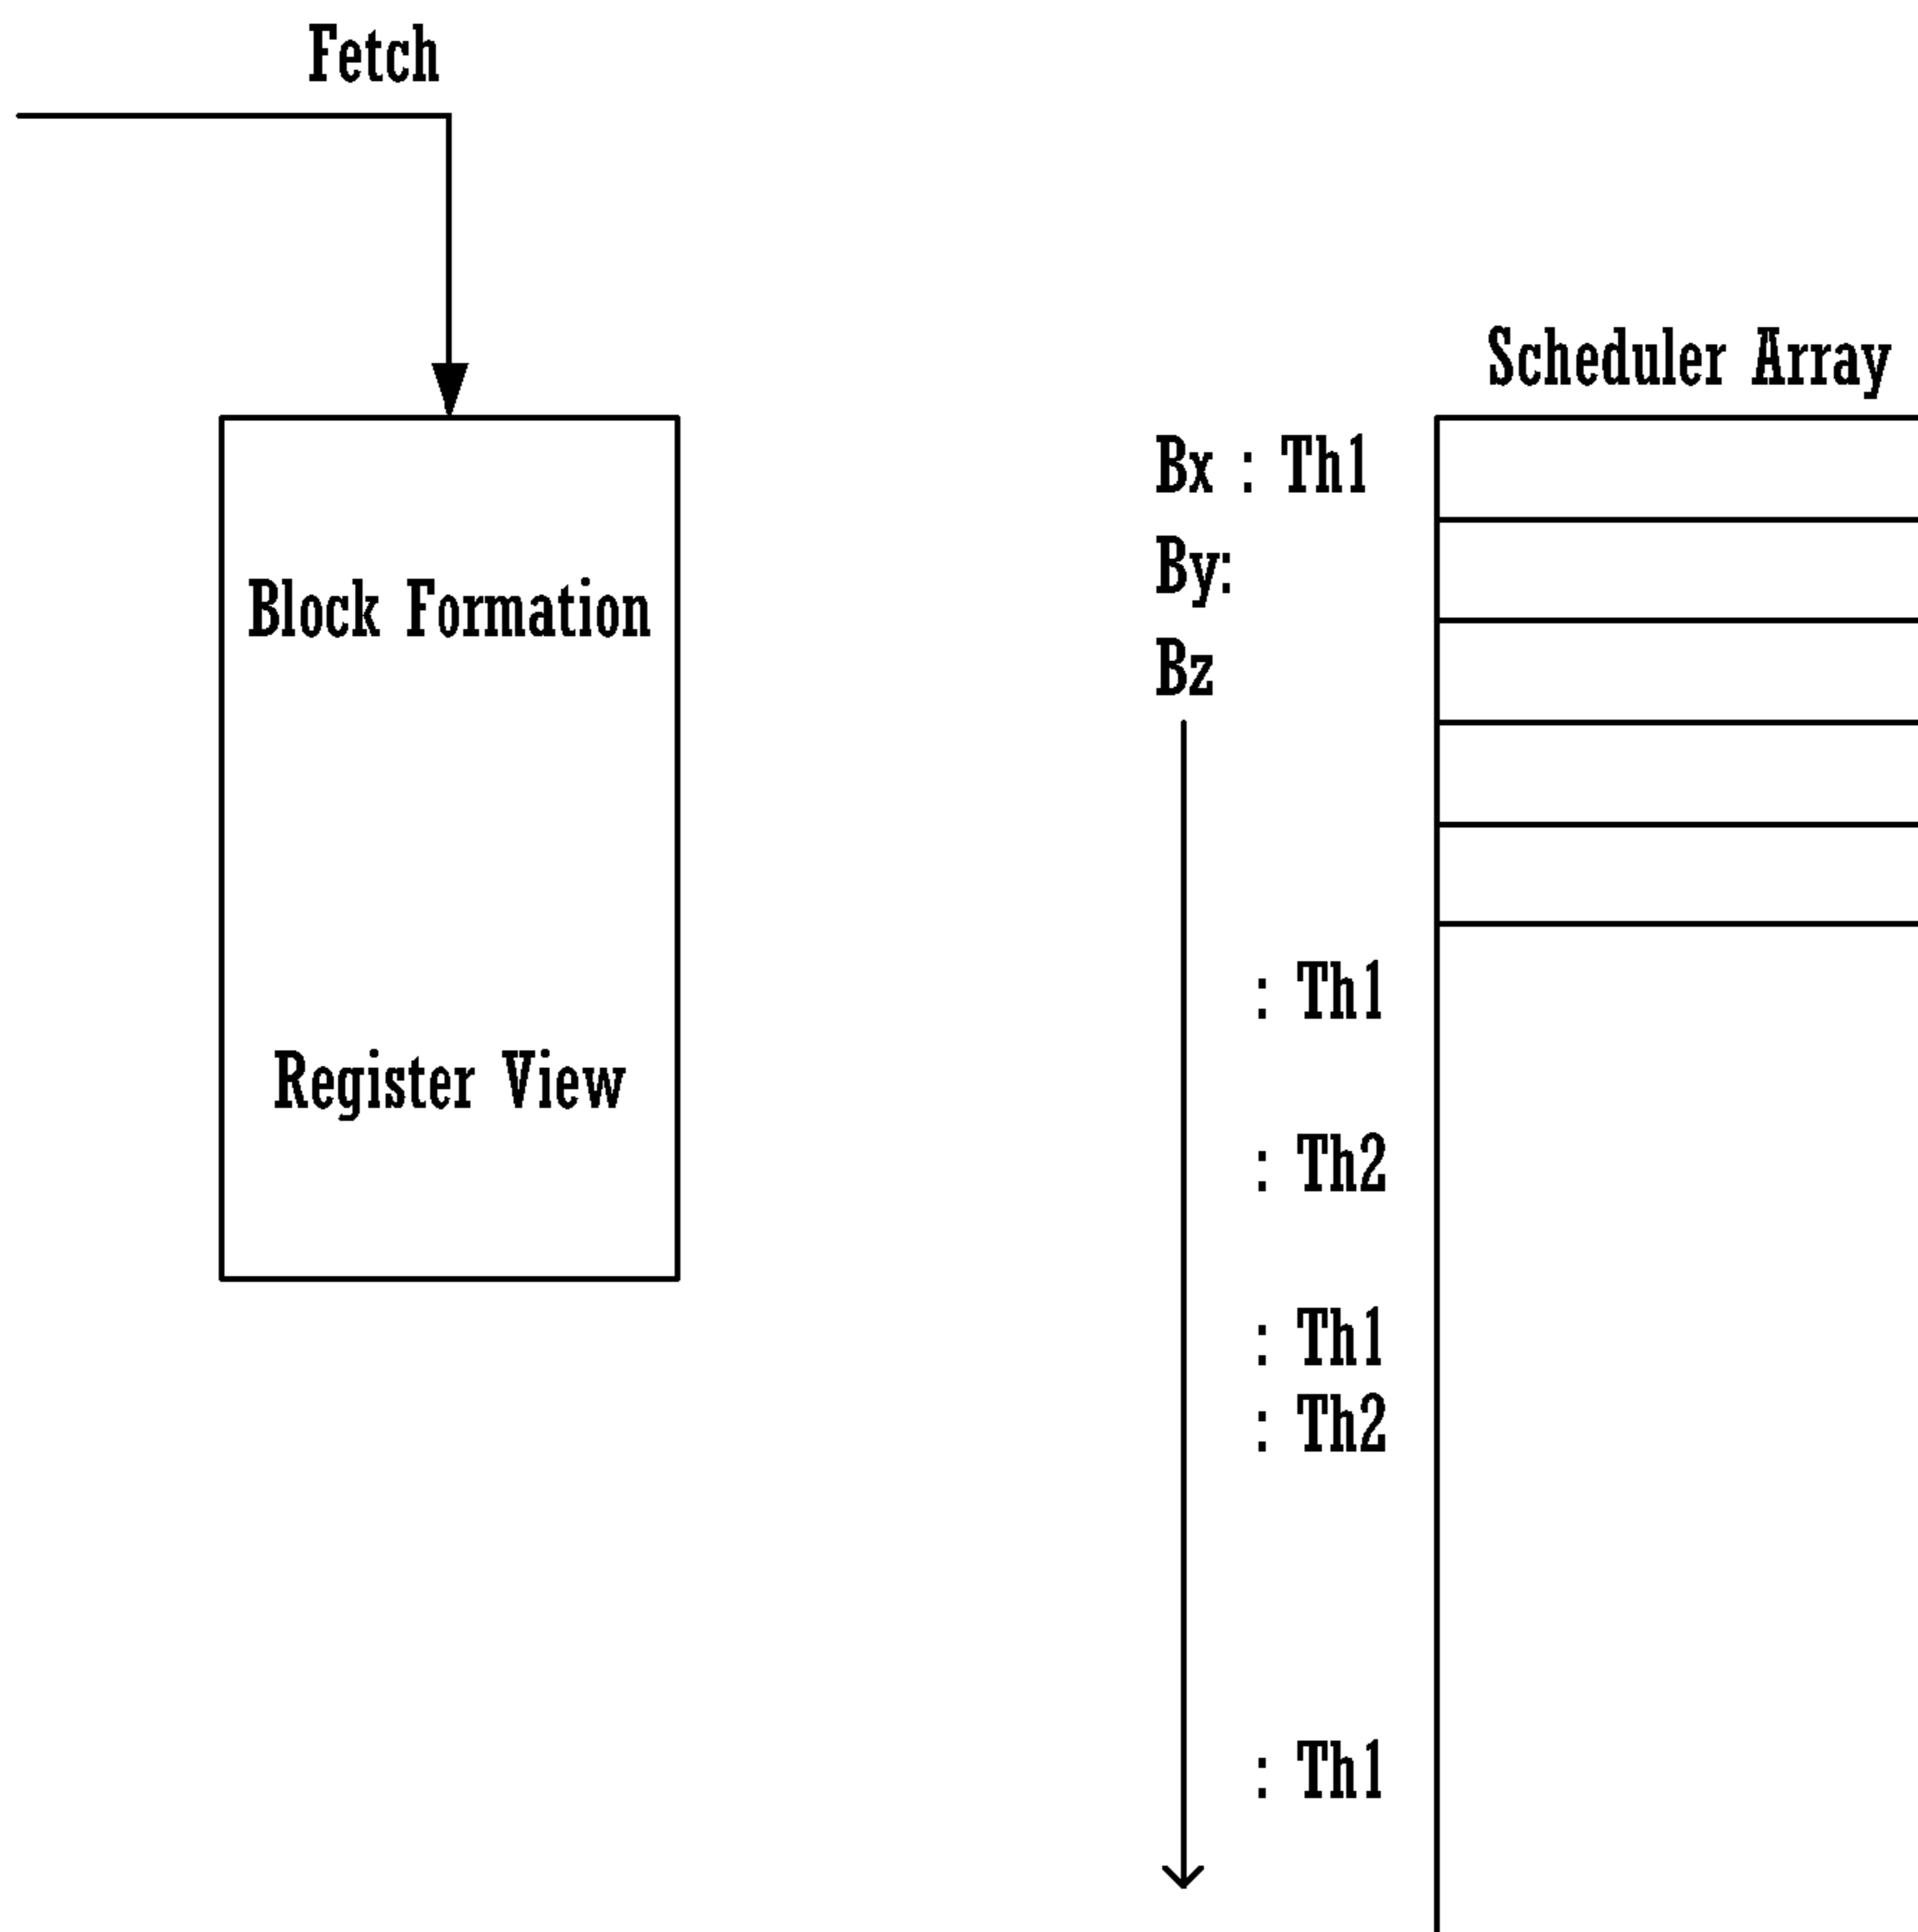 Fetch
Block Formation
Register View
Scheduler Array
Bx : Th1
By:
Bz
: Th1
: Th2
: Th1
: Th2
: Th1